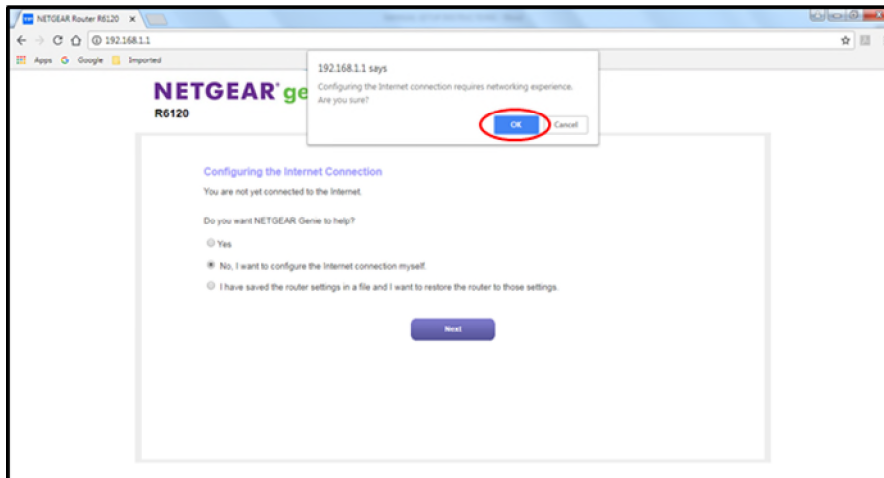 NETGEAR Router R6120
192.168.1.1
Apps Google Imported
192.168.1.1 says
Configuring the Internet connection requires networking experience.
Are you sure?
OK Cancel
NETGEAR® ge
R6120
Configuring the Internet Connection
You are not yet connected to the Internet.
Do you want NETGEAR Genie to help?
Yes
No, I want to configure the Internet connection myself.
I have saved the router settings in a file and I want to restore the router to those settings.
Next